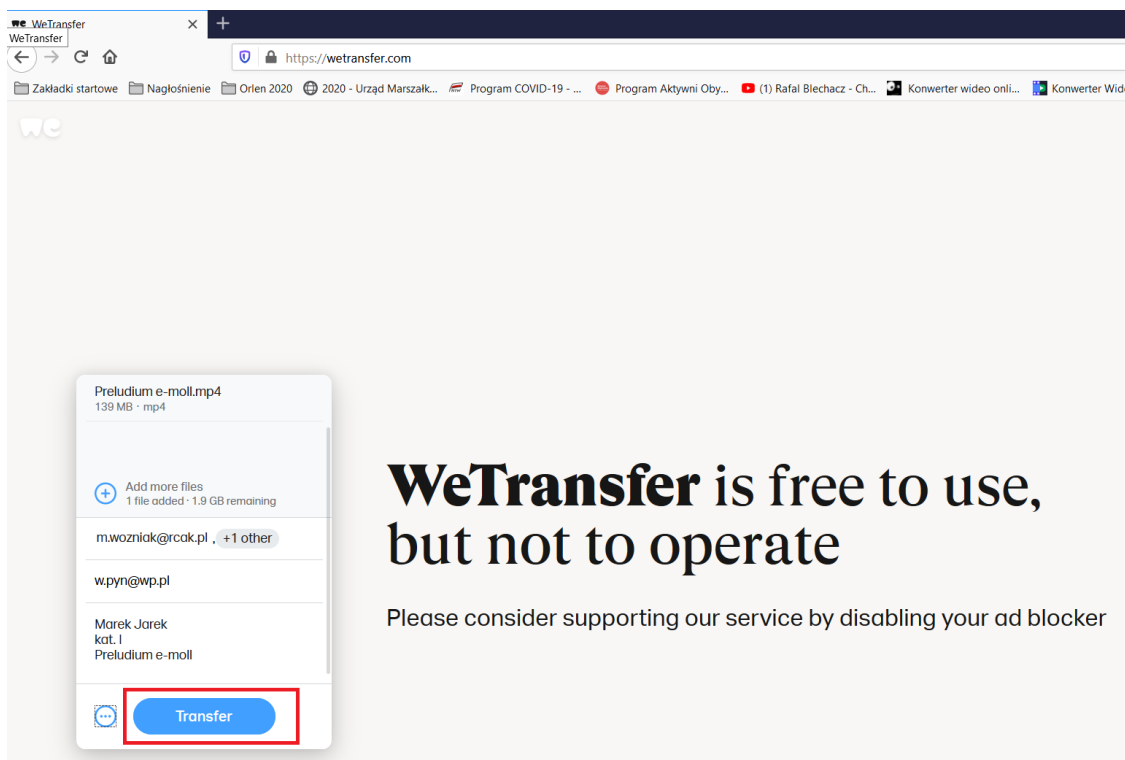 we WeTransfer
WeTransfer
https://wetransfer.com
Zakładki startowe Nagłośnienie Orlen 2020 2020 - Urząd Marszałk... Program COVID-19 - ... Program Aktywni Oby... (1) Rafal Blechacz - Ch... Konwerter wideo onli... Konwerter Wid
we
Preludium e-moll.mp4
139 MB · mp4
Add more files
1 file added · 1.9 GB remaining
m.wozniak@rcak.pl , +1 other
w.pyn@wp.pl
Marek Jarek
kat. I
Preludium e-moll
Transfer
WeTransfer is free to use,
but not to operate
Please consider supporting our service by disabling your ad blocker